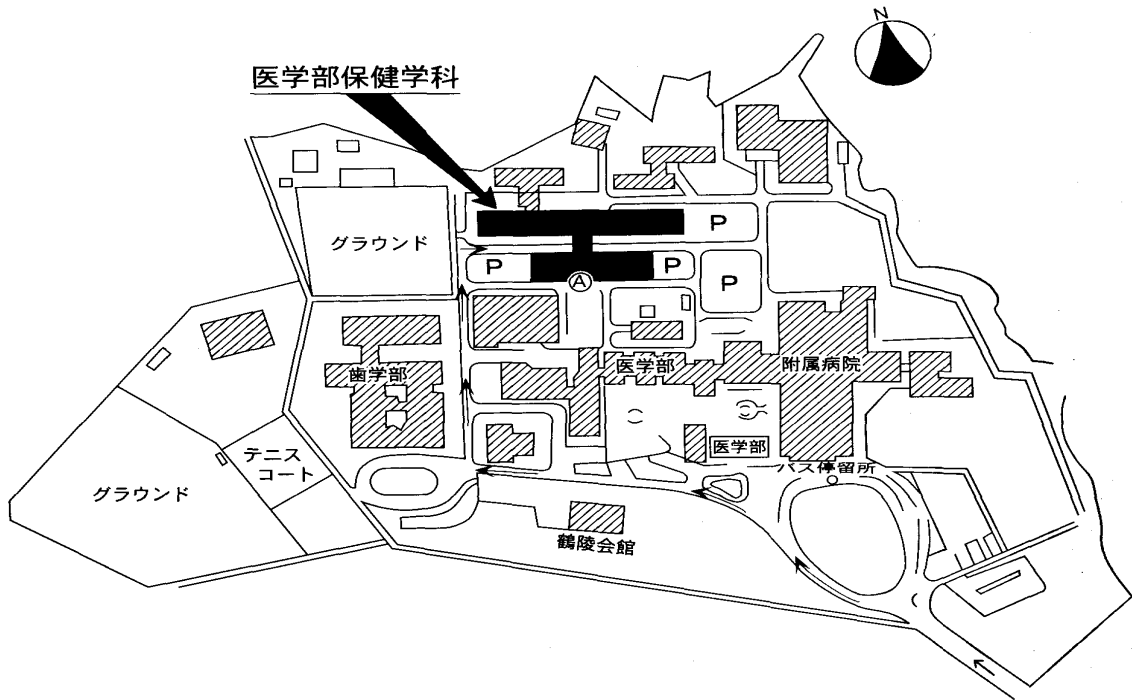 N
医学部保健学科
グラウンド
P
P
P
P
A
歯学部
医学部
附属病院
医学部
バス停留所
テニス
コート
グラウンド
鶴陵会館